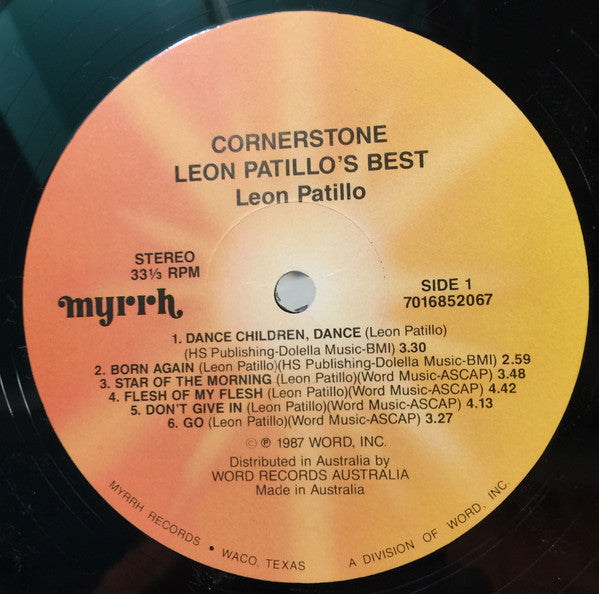 CORNERSTONE
LEON PATILLO'S BEST
Leon Patillo
STEREO
33⅓ RPM
myrrh
SIDE 1
7016852067
1. DANCE CHILDREN, DANCE (Leon Patillo)
(HS Publishing-Dolella Music-BMI) 3.30
2. BORN AGAIN (Leon Patillo)(HS Publishing-Dolella Music-BMI) 2.59
3. STAR OF THE MORNING (Leon Patillo)(Word Music-ASCAP) 3.48
4. FLESH OF MY FLESH (Leon Patillo)(Word Music-ASCAP) 4.42
5. DON'T GIVE IN (Leon Patillo)(Word Music-ASCAP) 4.13
6. GO (Leon Patillo)(Word Music-ASCAP) 3.27
© ℗ 1987 WORD, INC.
Distributed in Australia by
WORD RECORDS AUSTRALIA
Made in Australia
MYRRH RECORDS • WACO, TEXAS A DIVISION OF WORD, INC.